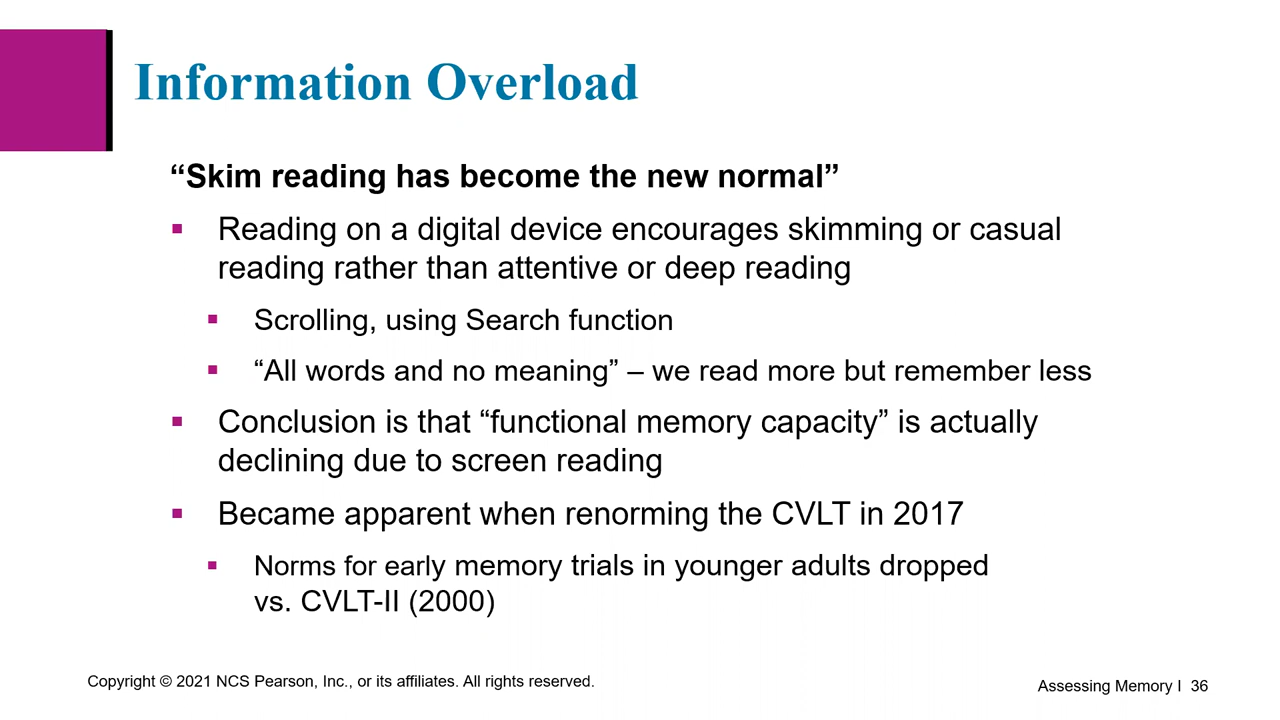 Information Overload
“Skim reading has become the new normal”
▪ Reading on a digital device encourages skimming or casual
reading rather than attentive or deep reading
▪ Scrolling, using Search function
▪ “All words and no meaning” – we read more but remember less
▪ Conclusion is that “functional memory capacity” is actually
declining due to screen reading
▪ Became apparent when renorming the CVLT in 2017
▪ Norms for early memory trials in younger adults dropped
vs. CVLT-II (2000)
Copyright © 2021 NCS Pearson, Inc., or its affiliates. All rights reserved.
Assessing Memory I 36